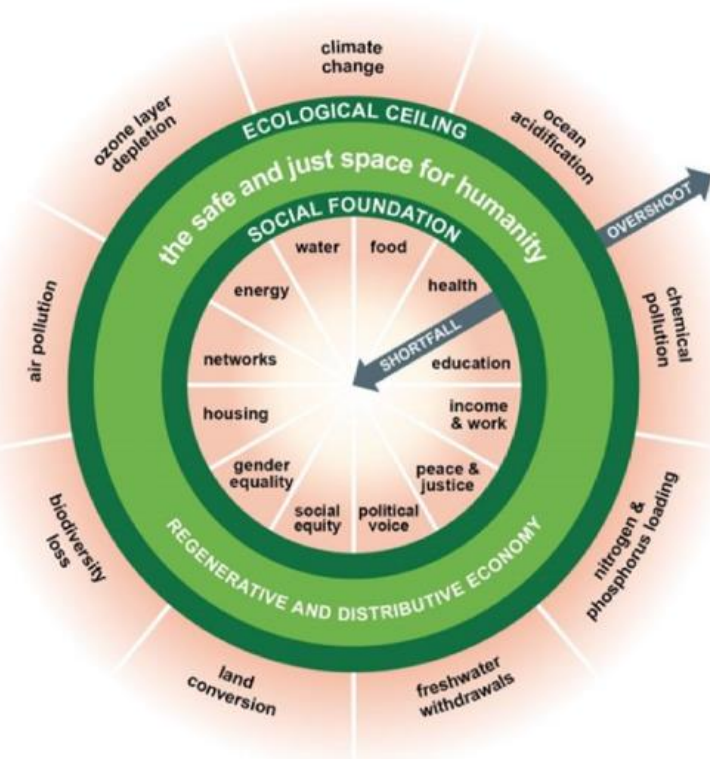 climate
change
ocean
acidification
chemical
pollution
nitrogen &
phosphorus loading
freshwater
withdrawals
land
conversion
biodiversity
loss
air pollution
ozone layer
depletion
ECOLOGICAL CEILING
the safe and just space for humanity
SOCIAL FOUNDATION
OVERSHOOT
SHORTFALL
water
food
health
education
income
& work
peace &
justice
political
voice
social
equity
gender
equality
housing
networks
energy
REGENERATIVE AND DISTRIBUTIVE ECONOMY